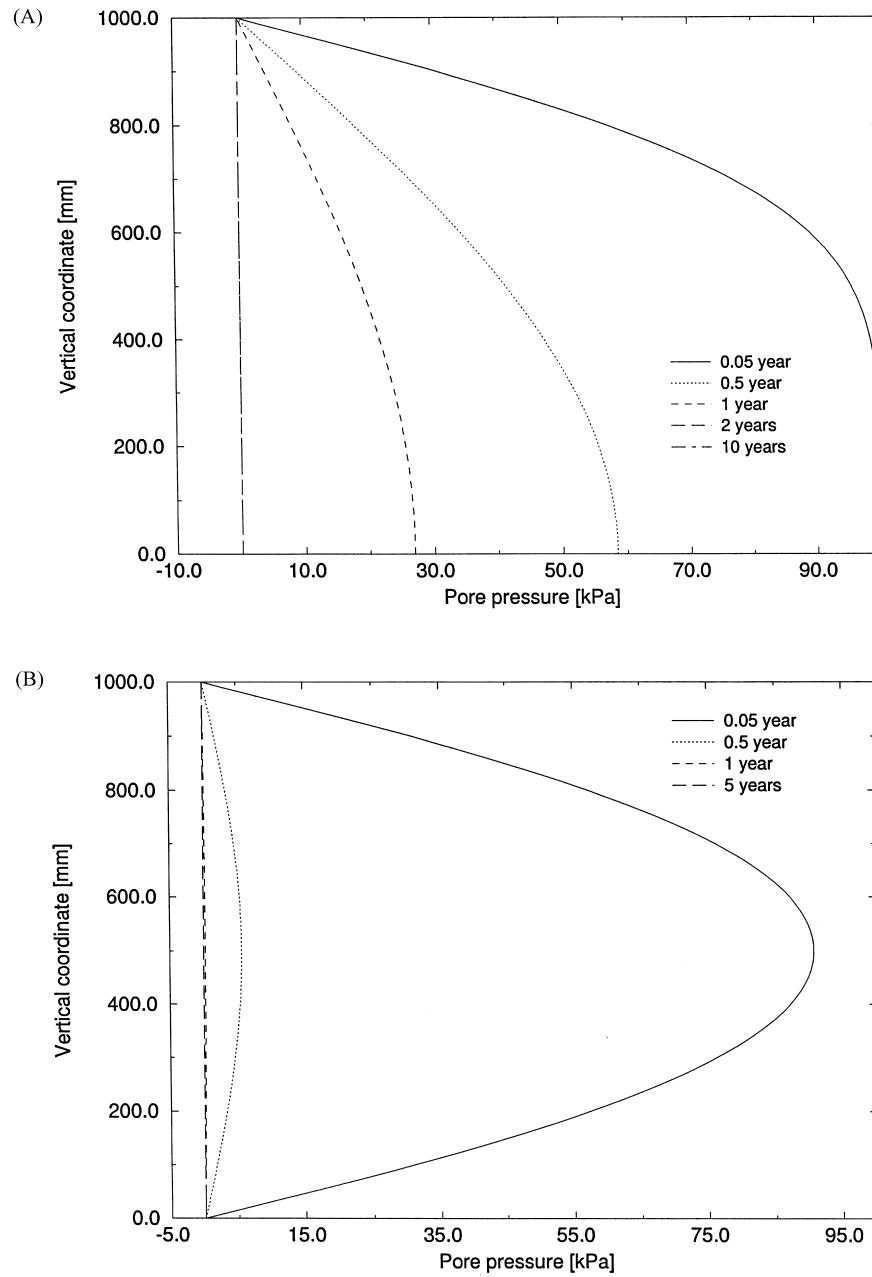 (A)
1000.0
800.0
600.0
400.0
200.0
0.0
Vertical coordinate [mm]
0.05 year
0.5 year
1 year
2 years
10 years
-10.0 10.0 30.0 50.0 70.0 90.0
Pore pressure [kPa]
(B)
1000.0
800.0
600.0
400.0
200.0
0.0
Vertical coordinate [mm]
0.05 year
0.5 year
1 year
5 years
-5.0 15.0 35.0 55.0 75.0 95.0
Pore pressure [kPa]